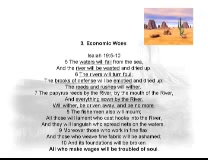 3. Economic Woes
Isaiah 19:5-10
5 The waters will fail from the sea,
And the river will be wasted and dried up.
6 The rivers will turn foul;
The brooks of defense will be emptied and dried up;
The reeds and rushes will wither.
7 The papyrus reeds by the River, by the mouth of the River,
And everything sown by the River,
Will wither, be driven away, and be no more.
8 The fishermen also will mourn;
All those will lament who cast hooks into the River,
And they will languish who spread nets on the waters.
9 Moreover those who work in fine flax
And those who weave fine fabric will be ashamed;
10 And its foundations will be broken.
All who make wages will be troubled of soul.